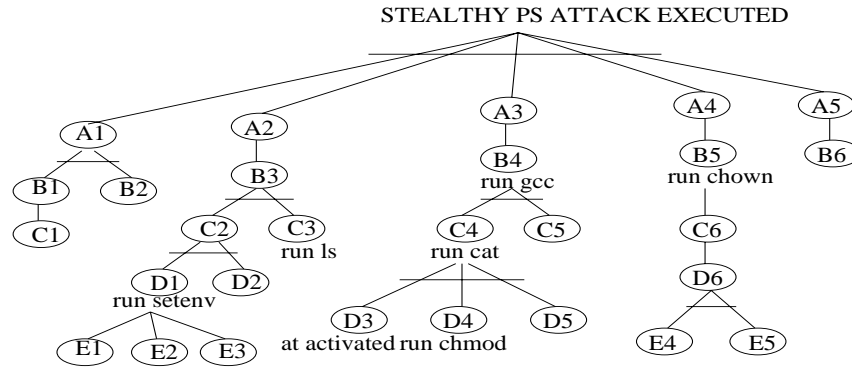 STEALTHY PS ATTACK EXECUTED
A1 A2 A3 A4 A5
B1 B2 B3 B4 B5 B6
run gcc run chown
C1 C2 C3 C4 C5 C6
run ls run cat
D1 D2 D6
run setenv
D3 D4 D5
at activated run chmod
E1 E2 E3 E4 E5